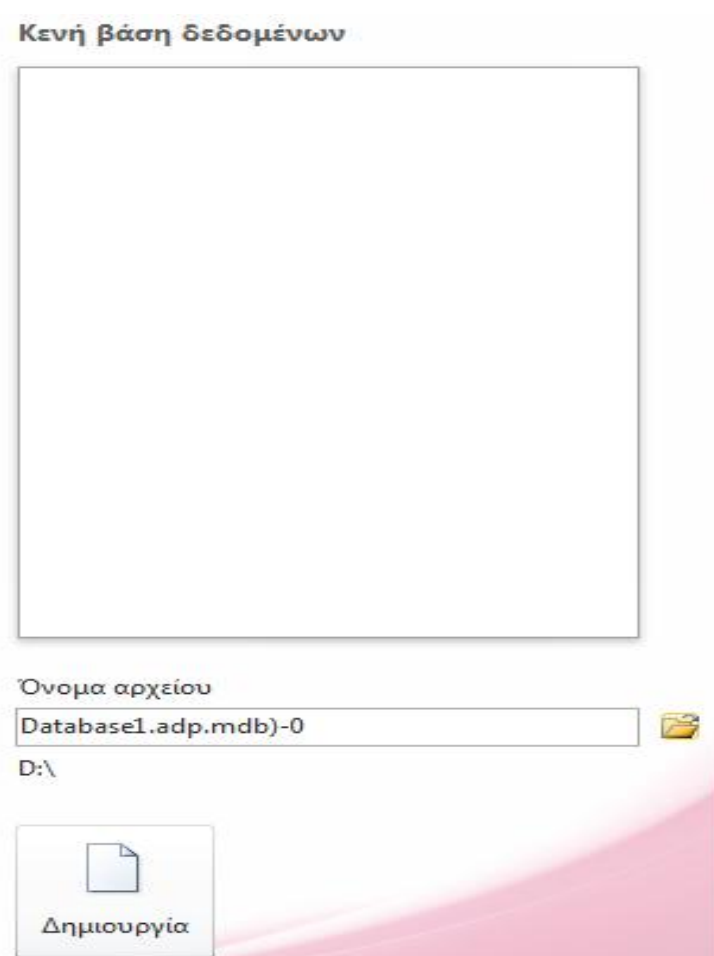 Κενή βάση δεδομένων
Όνομα αρχείου
Database1.adp.mdb)-0
D:\
Δημιουργία